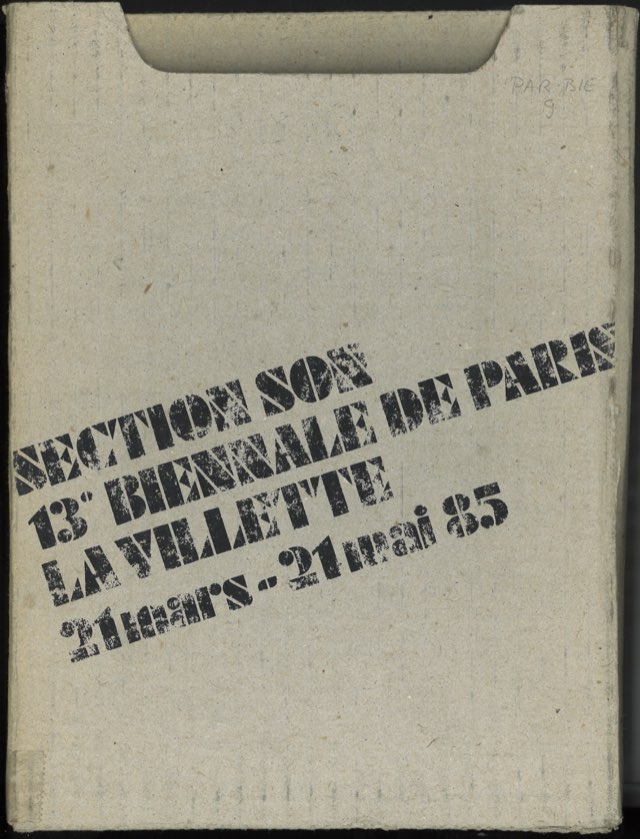 PAR BIE
9
SECTION SON
13e BIENNALE DE PARIS
LA VILLETTE
21 mars - 21 mai 85